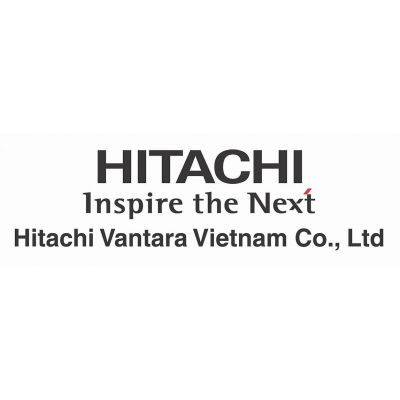 HITACHI
Inspire the Next
Hitachi Vantara Vietnam Co., Ltd